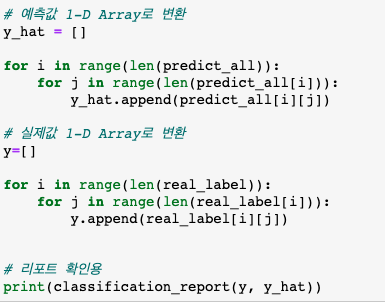 # 예측값 1-D Array로 변환
y_hat = []
for i in range(len(predict_all)):
    for j in range(len(predict_all[i])):
        y_hat.append(predict_all[i][j])
# 실제값 1-D Array로 변환
y=[]
for i in range(len(real_label)):
    for j in range(len(real_label[i])):
        y.append(real_label[i][j])
# 리포트 확인용
print(classification_report(y, y_hat))